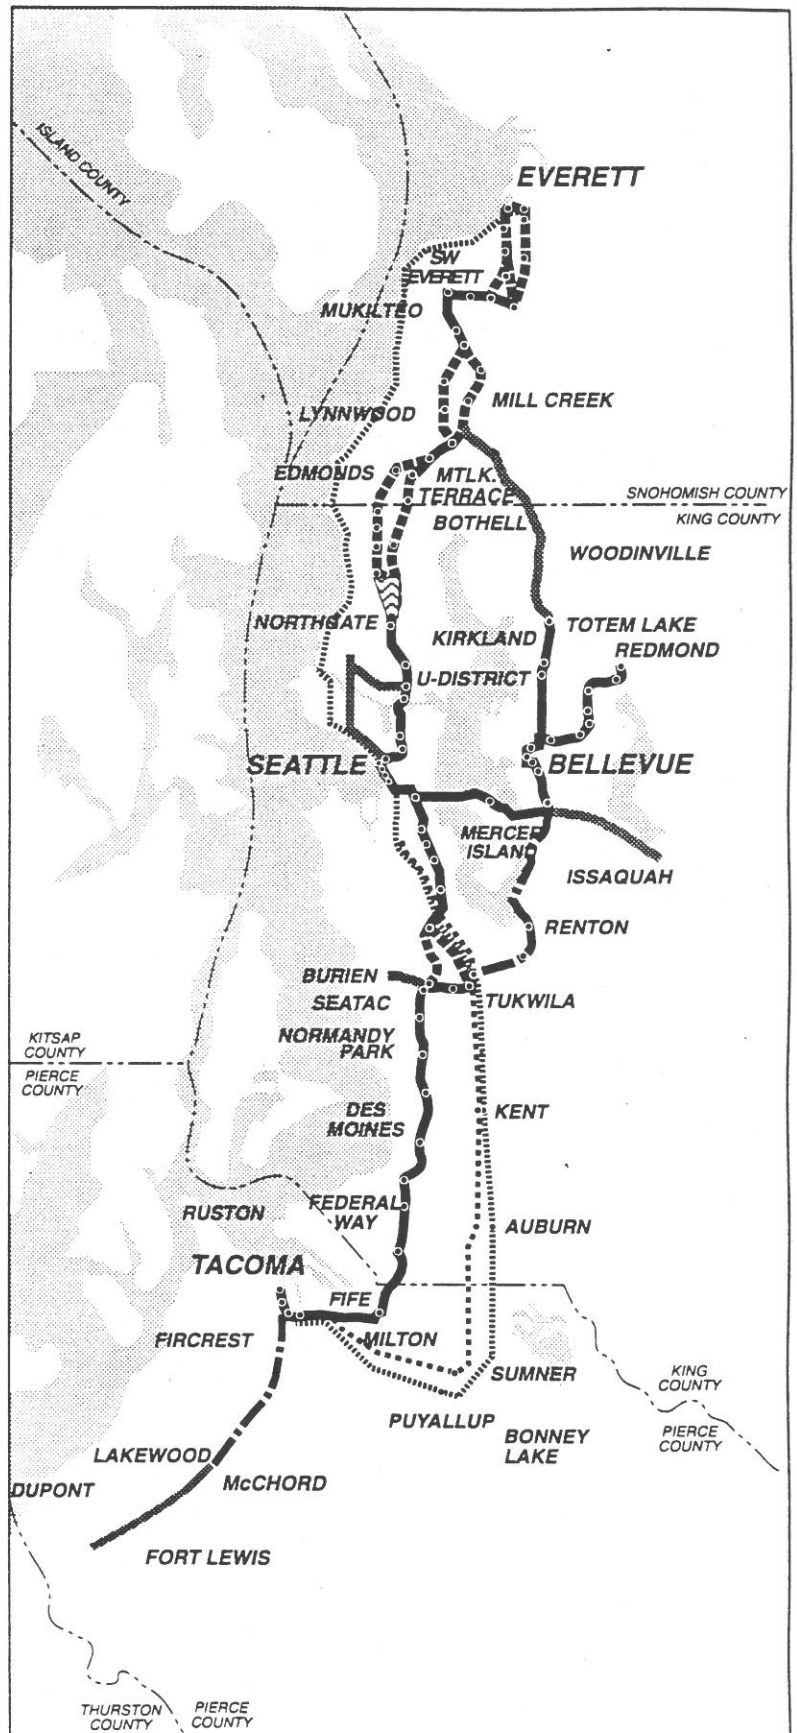 ISLAND COUNTY
EVERETT
SW
EVERETT
MUKILTEO
LYNNWOOD
MILL CREEK
EDMONDS
MTLK.
TERRACE
SNOHOMISH COUNTY
KING COUNTY
BOTHELL
WOODINVILLE
NORTHGATE
KIRKLAND
TOTEM LAKE
REDMOND
U-DISTRICT
SEATTLE
BELLEVUE
MERCER
ISLAND
ISSAQUAH
RENTON
BURIEN
SEATAC
TUKWILA
NORMANDY
PARK
KITSAP
COUNTY
PIERCE
COUNTY
DES
MOINES
KENT
RUSTON
FEDERAL
WAY
AUBURN
TACOMA
FIFE
FIRCREST
MILTON
SUMNER
KING
COUNTY
PIERCE
COUNTY
PUYALLUP
BONNEY
LAKE
LAKEWOOD
McCHORD
DUPONT
FORT LEWIS
THURSTON
COUNTY
PIERCE
COUNTY